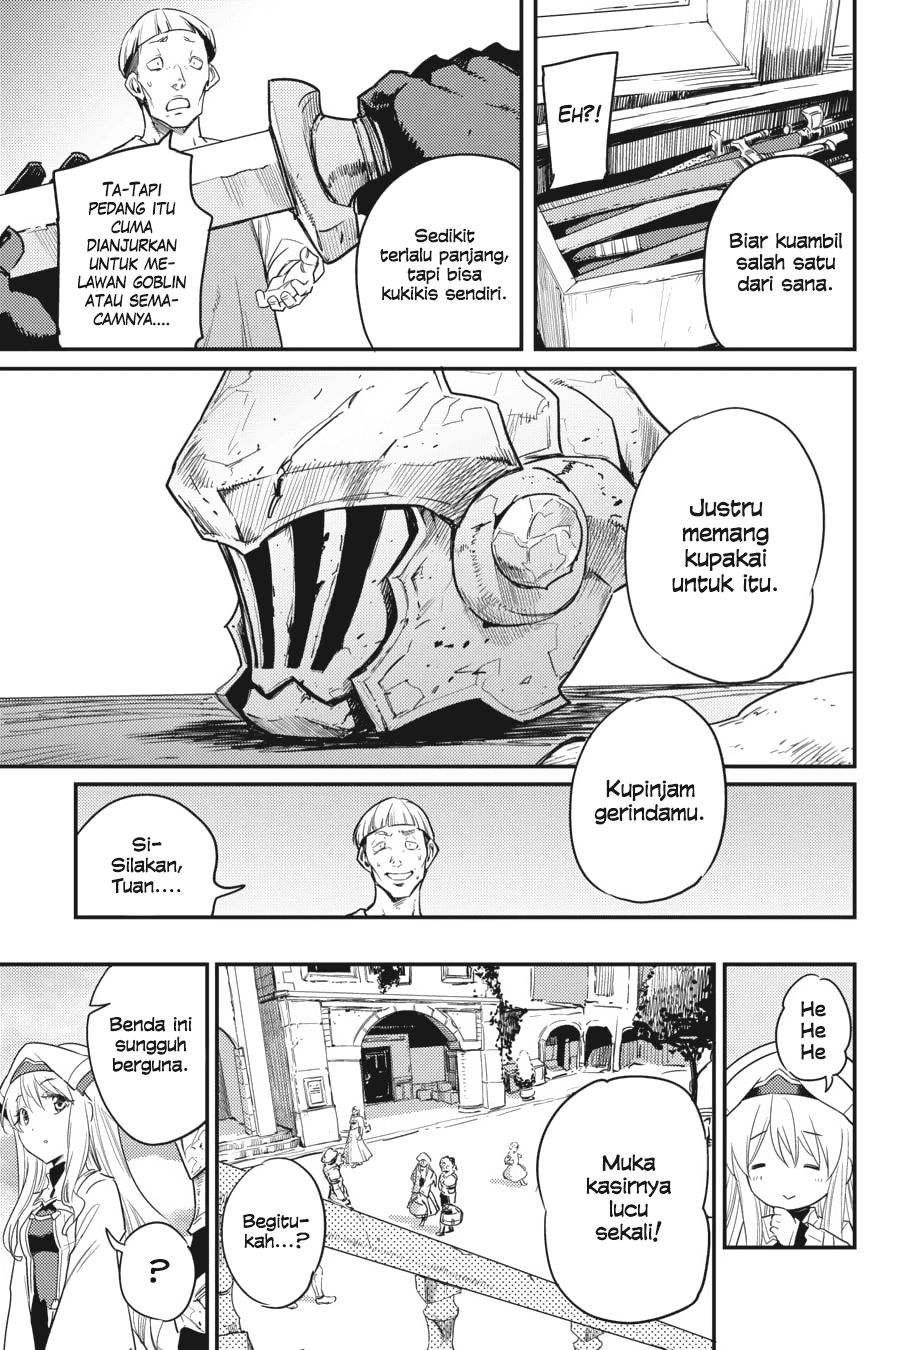 Eh?!
Biar kuambil
salah satu
dari sana.
Sedikit
terlalu panjang,
tapi bisa
kukikis sendiri.
Ta-Tapi
pedang itu
cuma
dianjurkan
untuk me-
lawan goblin
atau sema-
camnya....
Justru
memang
kupakai
untuk itu.
Kupinjam
gerindamu.
Si-
Silakan,
Tuan....
He
He
He
Muka
kasirnya
lucu
sekali!
Begitu-
kah...?
Benda ini
sungguh
berguna.
?